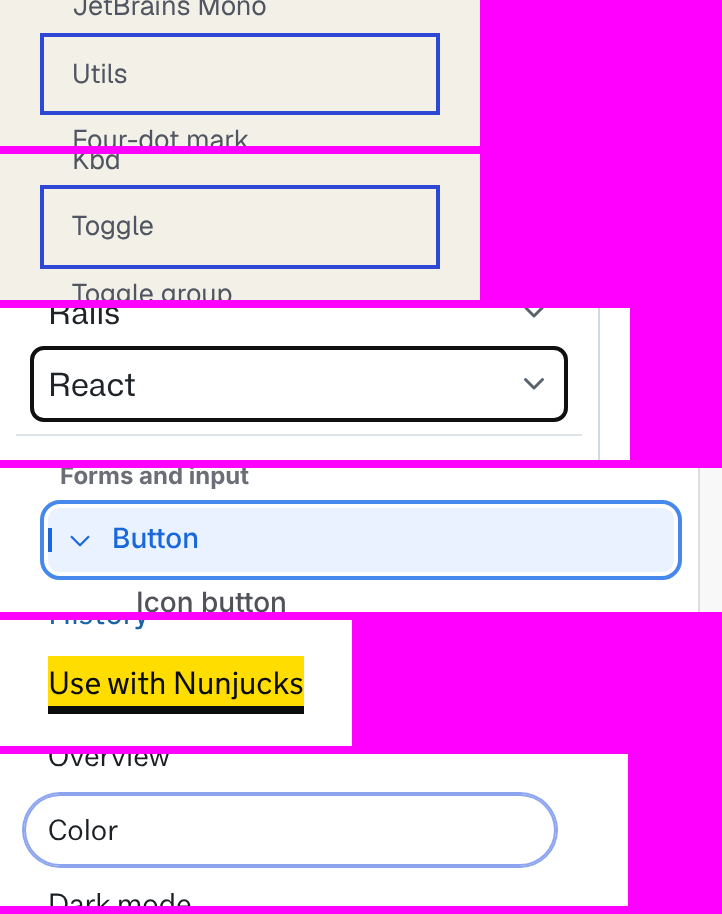 JetBrains Mono
Utils
Four-dot mark
Kbd
Toggle
Toggle group
Rails
React
Forms and input
Button
Icon button
History
Use with Nunjucks
Overview
Color
Dark mode